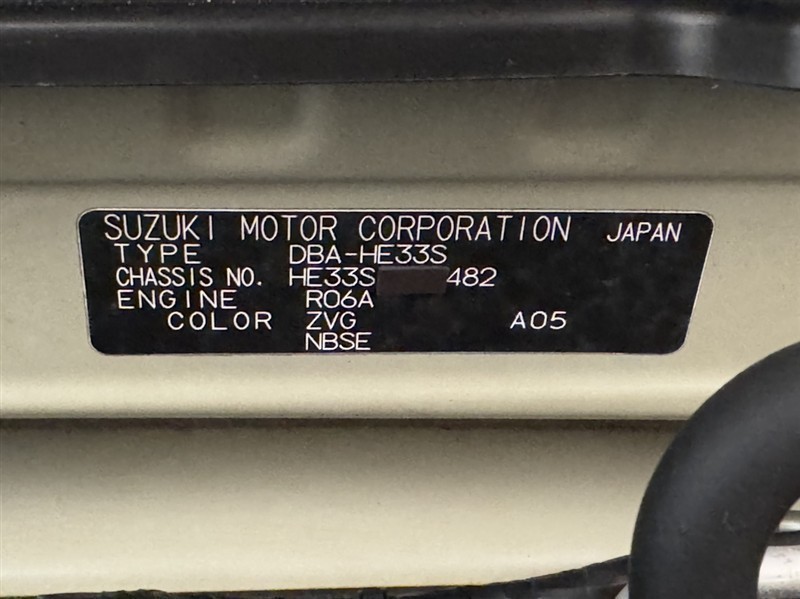 SUZUKI MOTOR CORPORATION JAPAN
TYPE DBA-HE33S
CHASSIS NO. HE33S 482
ENGINE R06A
COLOR ZVG A05
NBSE